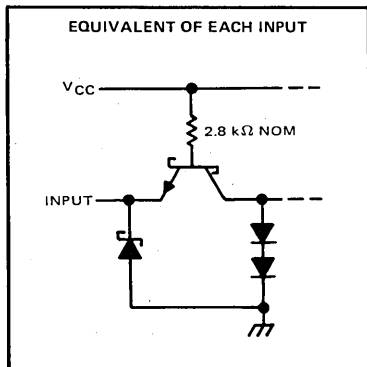 EQUIVALENT OF EACH INPUT
VCC
2.8 kΩ NOM
INPUT